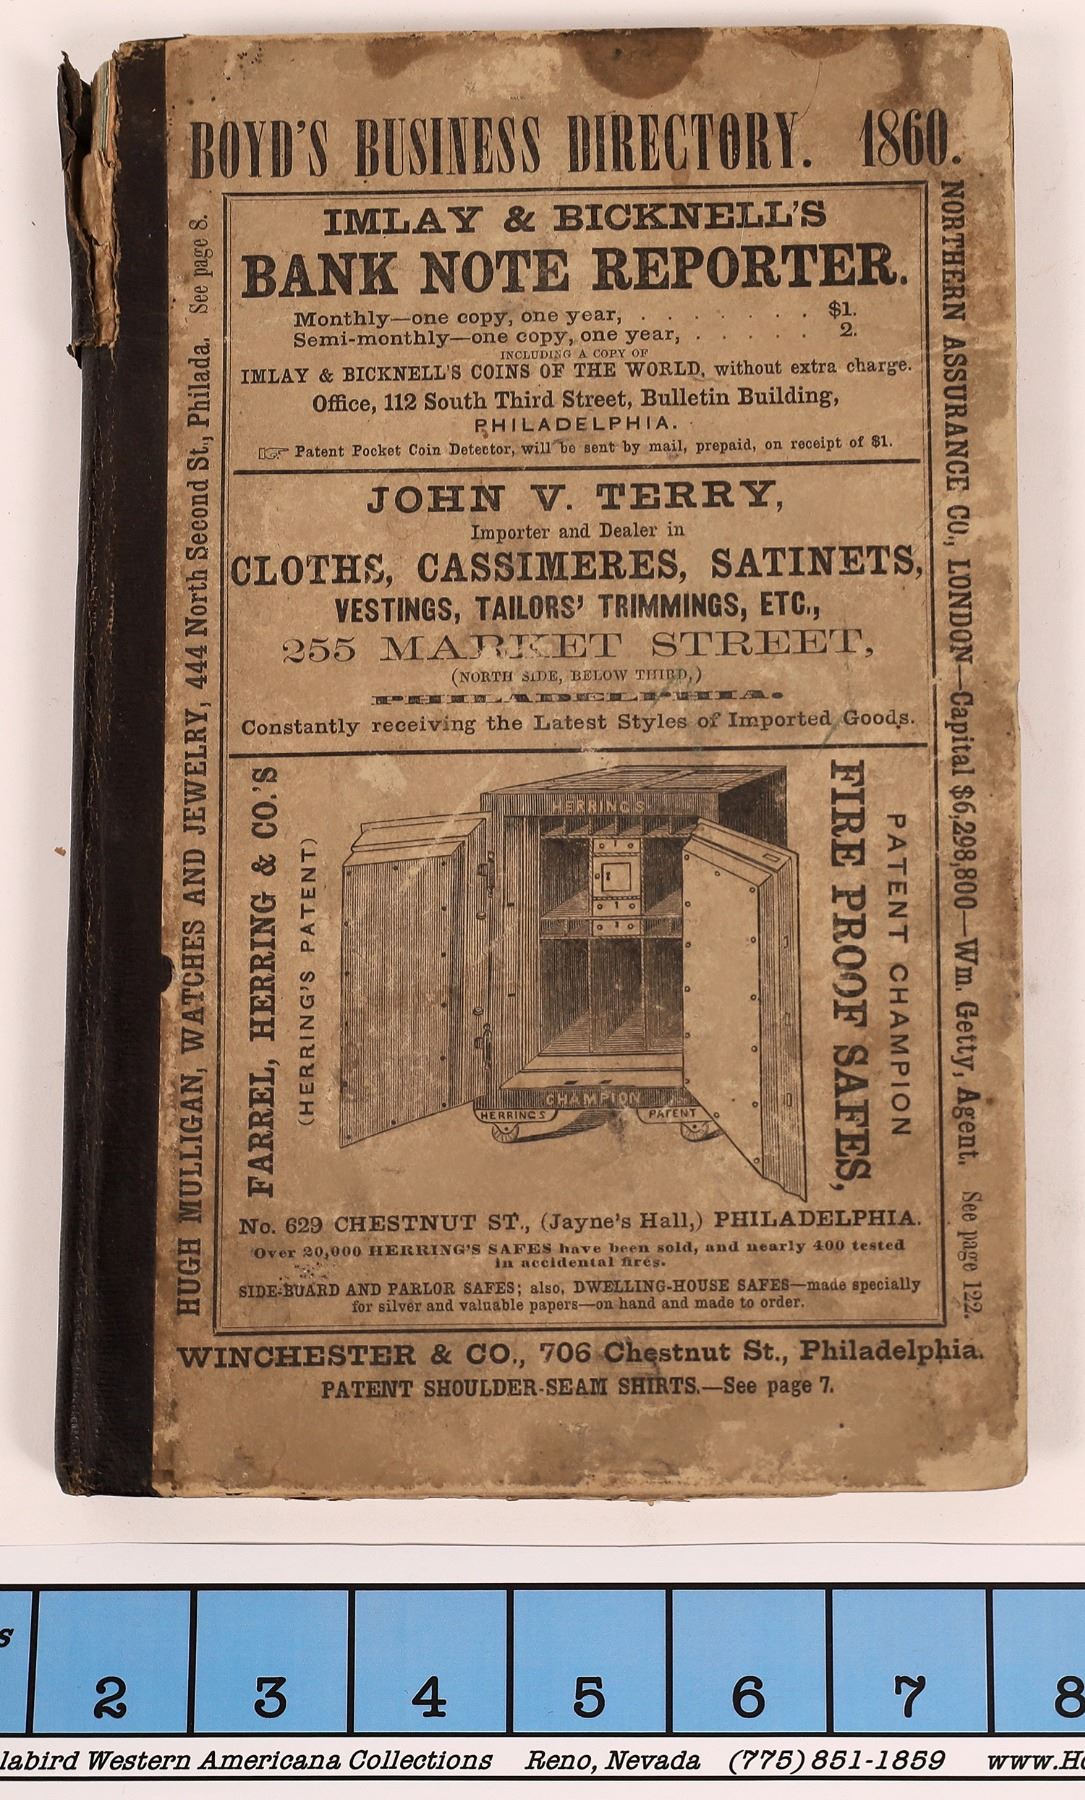 BOYD'S BUSINESS DIRECTORY. 1860.
HUGH MULLIGAN, WATCHES AND JEWELRY, 444 North Second St., Philada. See page 8.
IMLAY & BICKNELL'S
BANK NOTE REPORTER.
Monthly—one copy, one year, . . . . . . . . $1.
Semi-monthly—one copy, one year, . . . . . . 2.
INCLUDING A COPY OF
IMLAY & BICKNELL'S COINS OF THE WORLD, without extra charge.
Office, 112 South Third Street, Bulletin Building,
PHILADELPHIA.
☞ Patent Pocket Coin Detector, will be sent by mail, prepaid, on receipt of $1.
JOHN V. TERRY,
Importer and Dealer in
CLOTHS, CASSIMERES, SATINETS,
VESTINGS, TAILORS' TRIMMINGS, ETC.,
255 MARKET STREET,
(NORTH SIDE, BELOW THIRD,)
PHILADELPHIA.
Constantly receiving the Latest Styles of Imported Goods.
FARREL, HERRING & CO.'S
(HERRING'S PATENT)
HERRING'S
CHAMPION
HERRING'S
PATENT
PATENT CHAMPION
FIRE PROOF SAFES,
No. 629 CHESTNUT ST., (Jayne's Hall,) PHILADELPHIA.
Over 20,000 HERRING'S SAFES have been sold, and nearly 400 tested
in accidental fires.
SIDE-BUARD AND PARLOR SAFES; also, DWELLING-HOUSE SAFES—made specially
for silver and valuable papers—on hand and made to order.
NORTHERN ASSURANCE CO., LONDON—Capital $6,298,800—Wm. Getty, Agent. See page 122.
WINCHESTER & CO., 706 Chestnut St., Philadelphia.
PATENT SHOULDER-SEAM SHIRTS.—See page 7.
s 2 3 4 5 6 7 8
labird Western Americana Collections Reno, Nevada (775) 851-1859 www.Ho